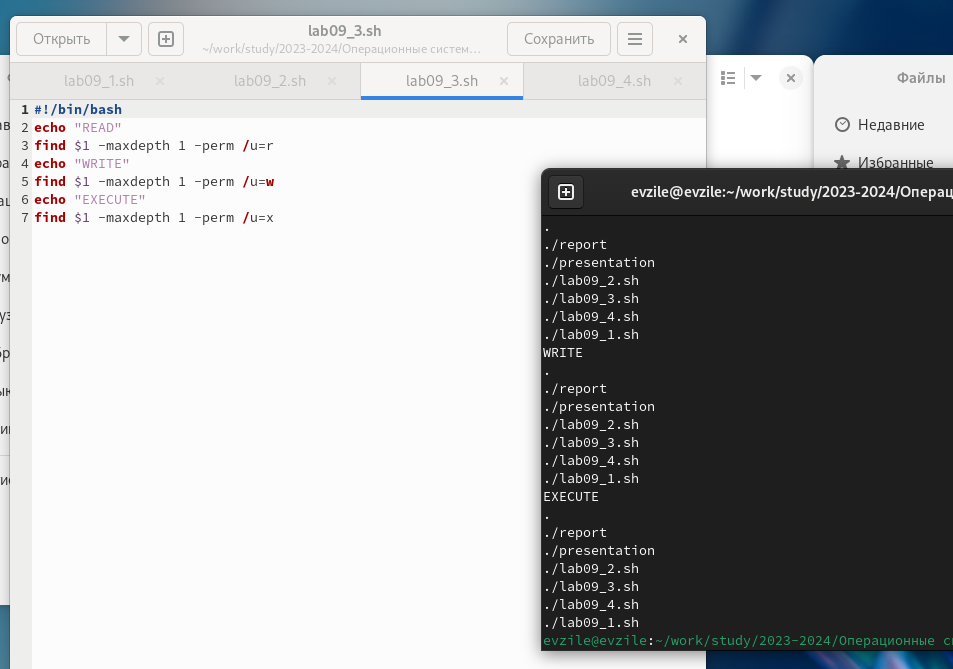 Открыть
lab09_3.sh
~/work/study/2023-2024/Операционные систем…
Сохранить
lab09_1.sh
lab09_2.sh
lab09_3.sh
lab09_4.sh
1 #!/bin/bash
2 echo "READ"
3 find $1 -maxdepth 1 -perm /u=r
4 echo "WRITE"
5 find $1 -maxdepth 1 -perm /u=w
6 echo "EXECUTE"
7 find $1 -maxdepth 1 -perm /u=x
Файлы
Недавние
Избранные
evzile@evzile:~/work/study/2023-2024/Операц
.
./report
./presentation
./lab09_2.sh
./lab09_3.sh
./lab09_4.sh
./lab09_1.sh
WRITE
.
./report
./presentation
./lab09_2.sh
./lab09_3.sh
./lab09_4.sh
./lab09_1.sh
EXECUTE
.
./report
./presentation
./lab09_2.sh
./lab09_3.sh
./lab09_4.sh
./lab09_1.sh
evzile@evzile:~/work/study/2023-2024/Операционные